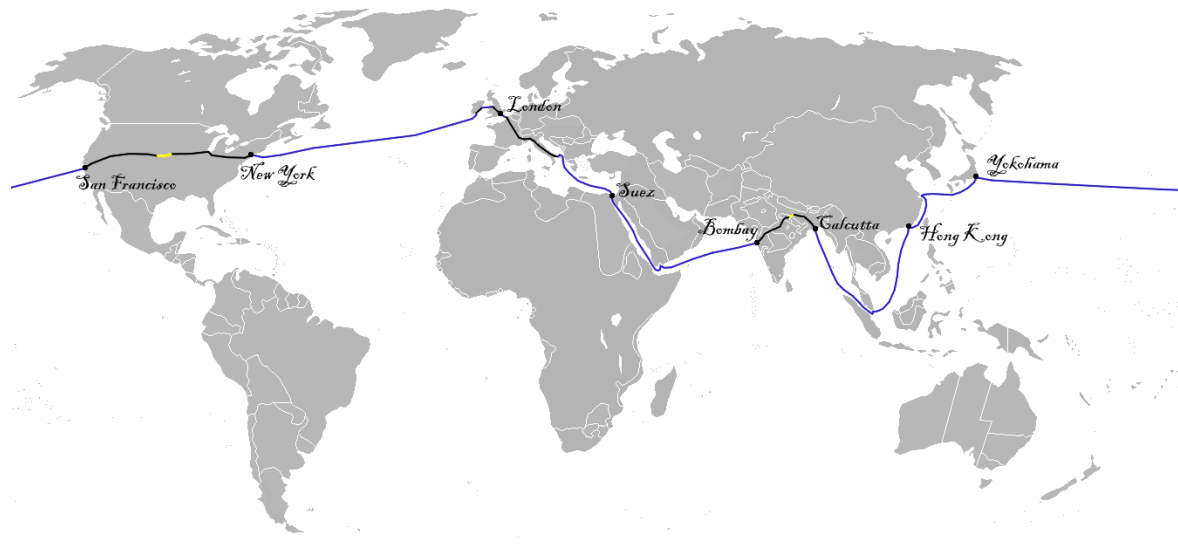 London
New York
San Francisco
Suez
Bombay
Calcutta
Hong Kong
Yokohama